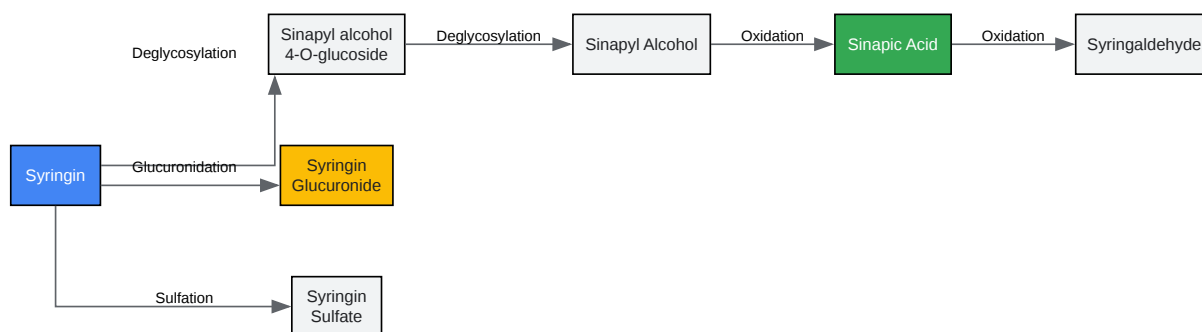 Sinapyl alcohol
4-O-glucoside
Deglycosylation
Deglycosylation
Sinapyl Alcohol
Oxidation
Sinapic Acid
Oxidation
Syringaldehyde
Syringin
Glucuronidation
Syringin
Glucuronide
Sulfation
Syringin
Sulfate